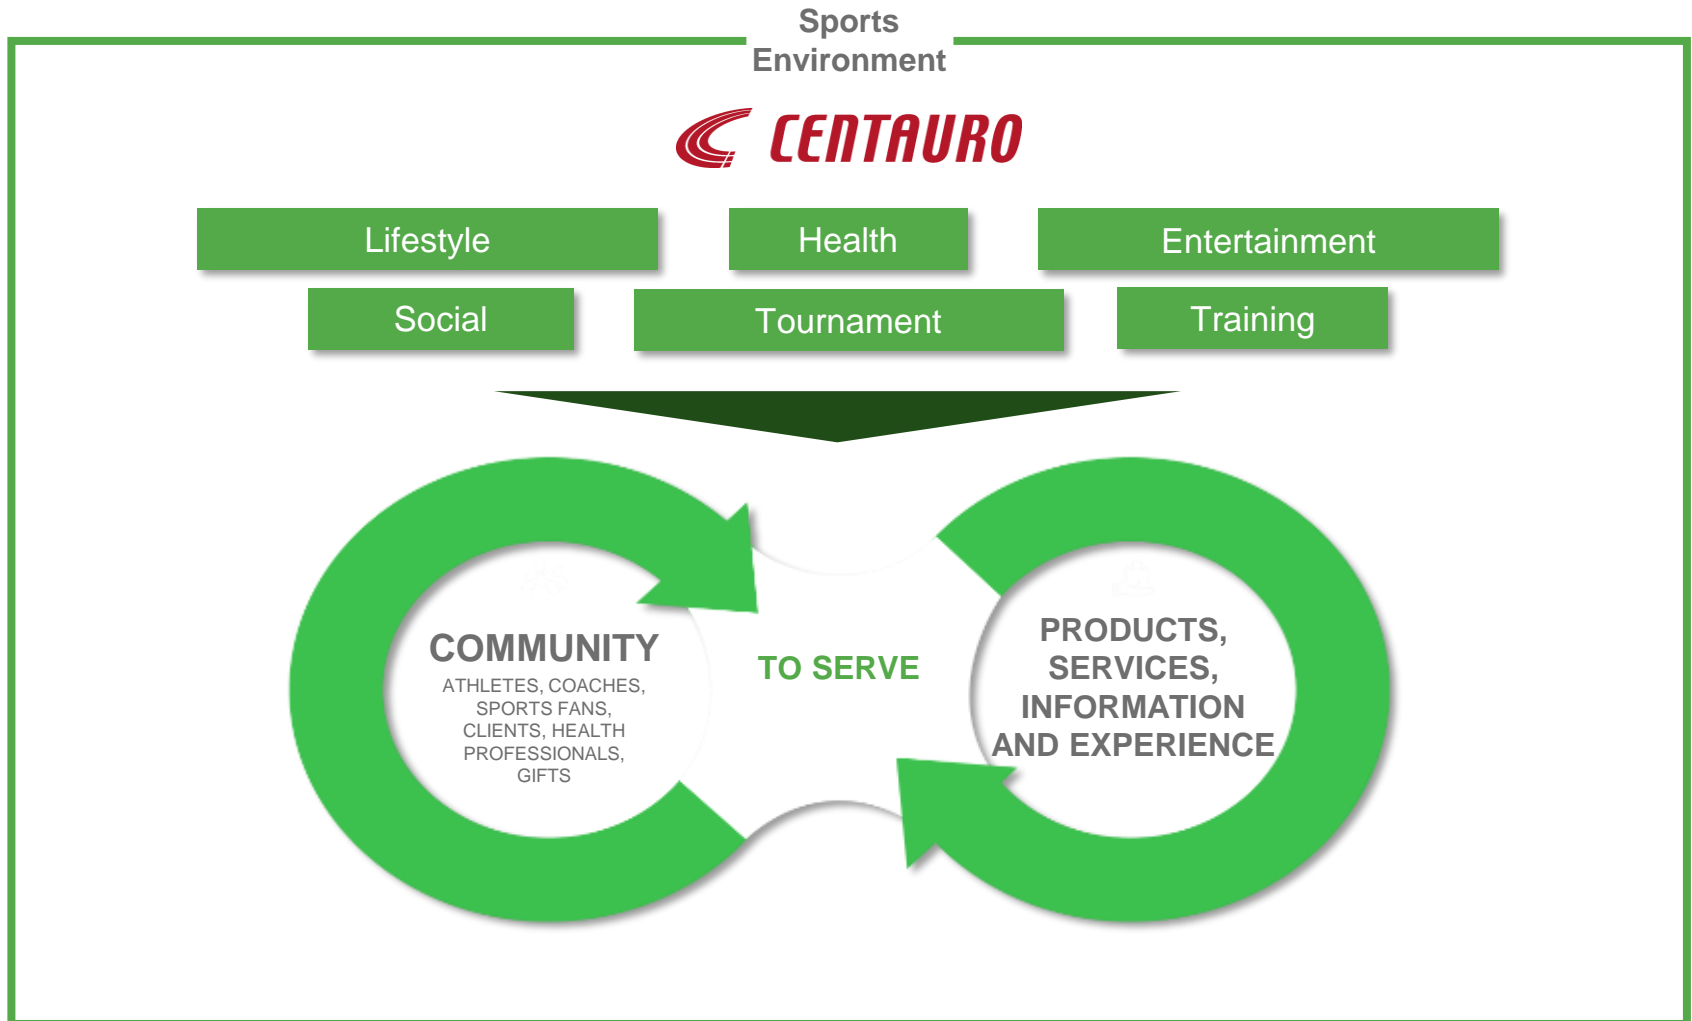 Sports
Environment
CENTAURO
Lifestyle
Health
Entertainment
Social
Tournament
Training
COMMUNITY
ATHLETES, COACHES,
SPORTS FANS,
CLIENTS, HEALTH
PROFESSIONALS,
GIFTS
TO SERVE
PRODUCTS,
SERVICES,
INFORMATION
AND EXPERIENCE